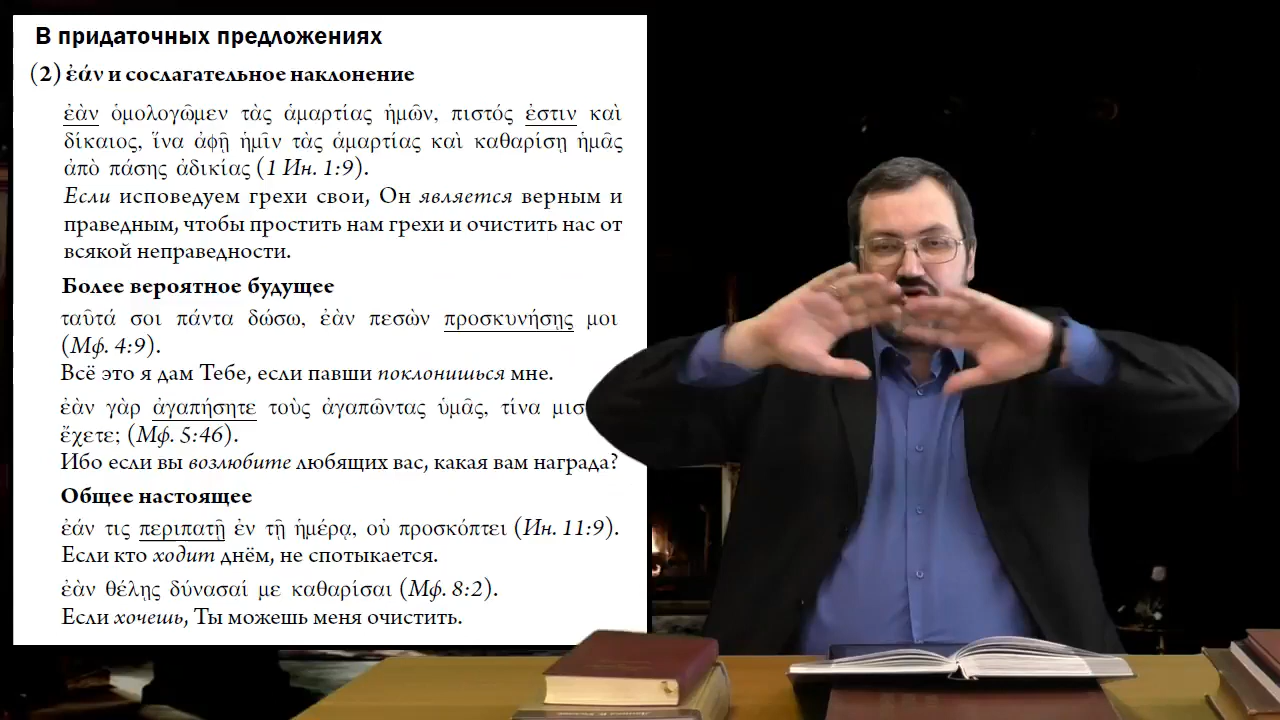 В придаточных предложениях
(2) ἐάν и сослагательное наклонение
ἐὰν ὁμολογῶμεν τὰς ἁμαρτίας ἡμῶν, πιστός ἐστιν καὶ
δίκαιος, ἵνα ἀφῇ ἡμῖν τὰς ἁμαρτίας καὶ καθαρίσῃ ἡμᾶς
ἀπὸ πάσης ἀδικίας (1 Ин. 1:9).
Если исповедуем грехи свои, Он является верным и
праведным, чтобы простить нам грехи и очистить нас от
всякой неправедности.
Более вероятное будущее
ταῦτά σοι πάντα δώσω, ἐὰν πεσὼν προσκυνήσῃς μοι
(Мф. 4:9).
Всё это я дам Тебе, если павши поклонишься мне.
ἐὰν γὰρ ἀγαπήσητε τοὺς ἀγαπῶντας ὑμᾶς, τίνα
ἔχετε; (Мф. 5:46).
Ибо если вы возлюбите любящих вас, какая вам награда?
Общее настоящее
ἐάν τις περιπατῇ ἐν τῇ ἡμέρᾳ, οὐ προσκόπτει (Ин. 11:9).
Если кто ходит днём, не спотыкается.
ἐὰν θέλῃς δύνασαί με καθαρίσαι (Мф. 8:2).
Если хочешь, Ты можешь меня очистить.